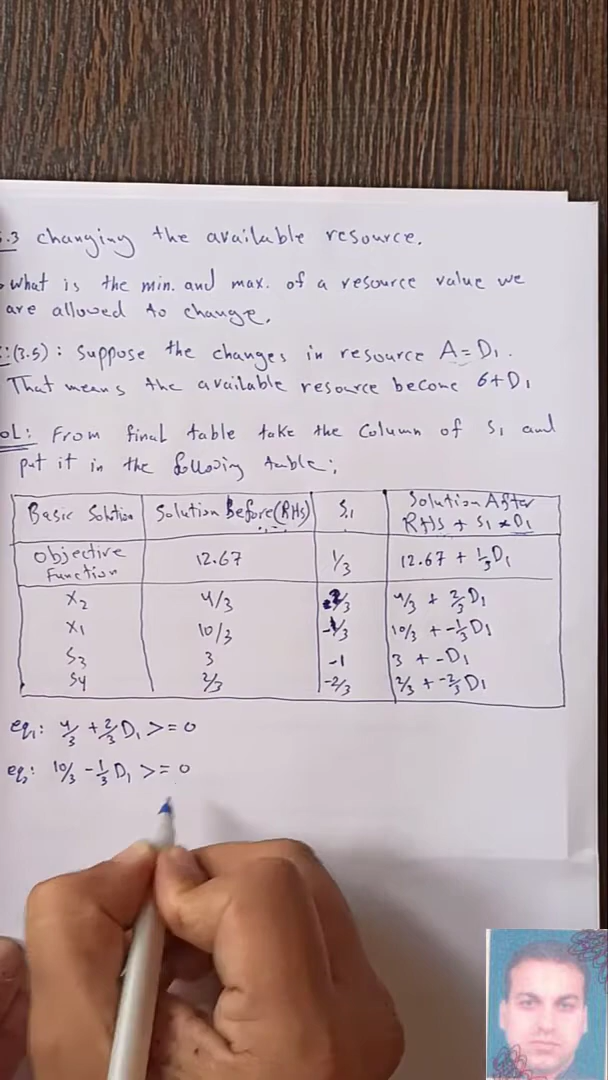 .3 changing the available resource.
What is the min. and max. of a resource value we
are allowed to change.
:(3.5): Suppose the changes in resource A=D1.
That means the available resource become 6+D1
OL: From final table take the Column of S1 and
put it in the following table;
Basic Solution | Solution Before(RHS) | S1 | Solution After RHS + S1*D1
Objective Function | 12.67 | 1/3 | 12.67 + 1/3 D1
X2 | 4/3 | 2/3 | 4/3 + 2/3 D1
X1 | 10/3 | -1/3 | 10/3 + -1/3 D1
S3 | 3 | -1 | 3 + -D1
S4 | 2/3 | -2/3 | 2/3 + -2/3 D1
eq1: 4/3 + 2/3 D1 >= 0
eq2: 10/3 - 1/3 D1 >= 0